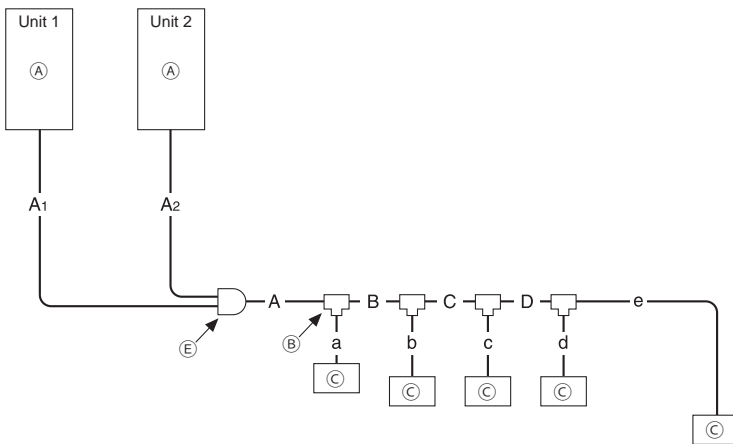 Unit 1 Unit 2
Ⓐ Ⓐ
A1 A2
A B C D e
Ⓔ Ⓑ a b c d
Ⓒ Ⓒ Ⓒ Ⓒ
Ⓒ